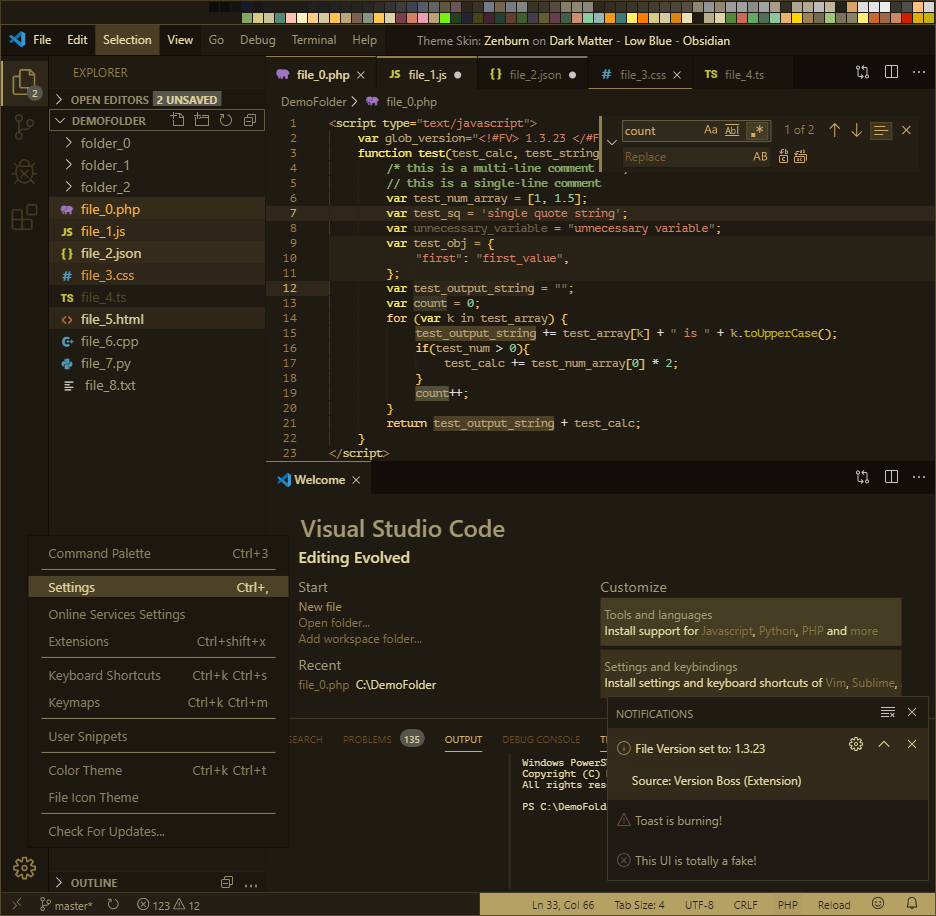 File Edit Selection View Go Debug Terminal Help Theme Skin: Zenburn on Dark Matter - Low Blue - Obsidian
EXPLORER
2
OPEN EDITORS 2 UNSAVED
DEMOFOLDER
folder_0
folder_1
folder_2
file_0.php
JS file_1.js
{} file_2.json
# file_3.css
TS file_4.ts
<> file_5.html
file_6.cpp
file_7.py
file_8.txt
file_0.php JS file_1.js {} file_2.json # file_3.css TS file_4.ts
DemoFolder > file_0.php
count Aa Abl .* 1 of 2
Replace AB
1 <script type="text/javascript">
2 var glob_version="<!#FV> 1.3.23 </#F
3 function test(test_calc, test_string
4 /* this is a multi-line comment
5 // this is a single-line comment
6 var test_num_array = [1, 1.5];
7 var test_sq = 'single quote string';
8 var unnecessary_variable = "unnecessary variable";
9 var test_obj = {
10 "first": "first_value",
11 };
12 var test_output_string = "";
13 var count = 0;
14 for (var k in test_array) {
15 test_output_string += test_array[k] + " is " + k.toUpperCase();
16 if(test_num > 0){
17 test_calc += test_num_array[0] * 2;
18 }
19 count++;
20 }
21 return test_output_string + test_calc;
22 }
23 </script>
Welcome
Visual Studio Code
Editing Evolved
Start
New file
Open folder...
Add workspace folder...
Recent
file_0.php C:\DemoFolder
Customize
Tools and languages
Install support for Javascript, Python, PHP and more
Settings and keybindings
Install settings and keyboard shortcuts of Vim, Sublime,
Command Palette Ctrl+3
Settings Ctrl+,
Online Services Settings
Extensions Ctrl+shift+x
Keyboard Shortcuts Ctrl+k Ctrl+s
Keymaps Ctrl+k Ctrl+m
User Snippets
Color Theme Ctrl+k Ctrl+t
File Icon Theme
Check For Updates...
SEARCH PROBLEMS 135 OUTPUT DEBUG CONSOLE
Windows PowerS
Copyright (C)
All rights res
PS C:\DemoFold
NOTIFICATIONS
File Version set to: 1.3.23
Source: Version Boss (Extension)
Toast is burning!
This UI is totally a fake!
OUTLINE
master* 123 12 Ln 33, Col 66 Tab Size: 4 UTF-8 CRLF PHP Reload